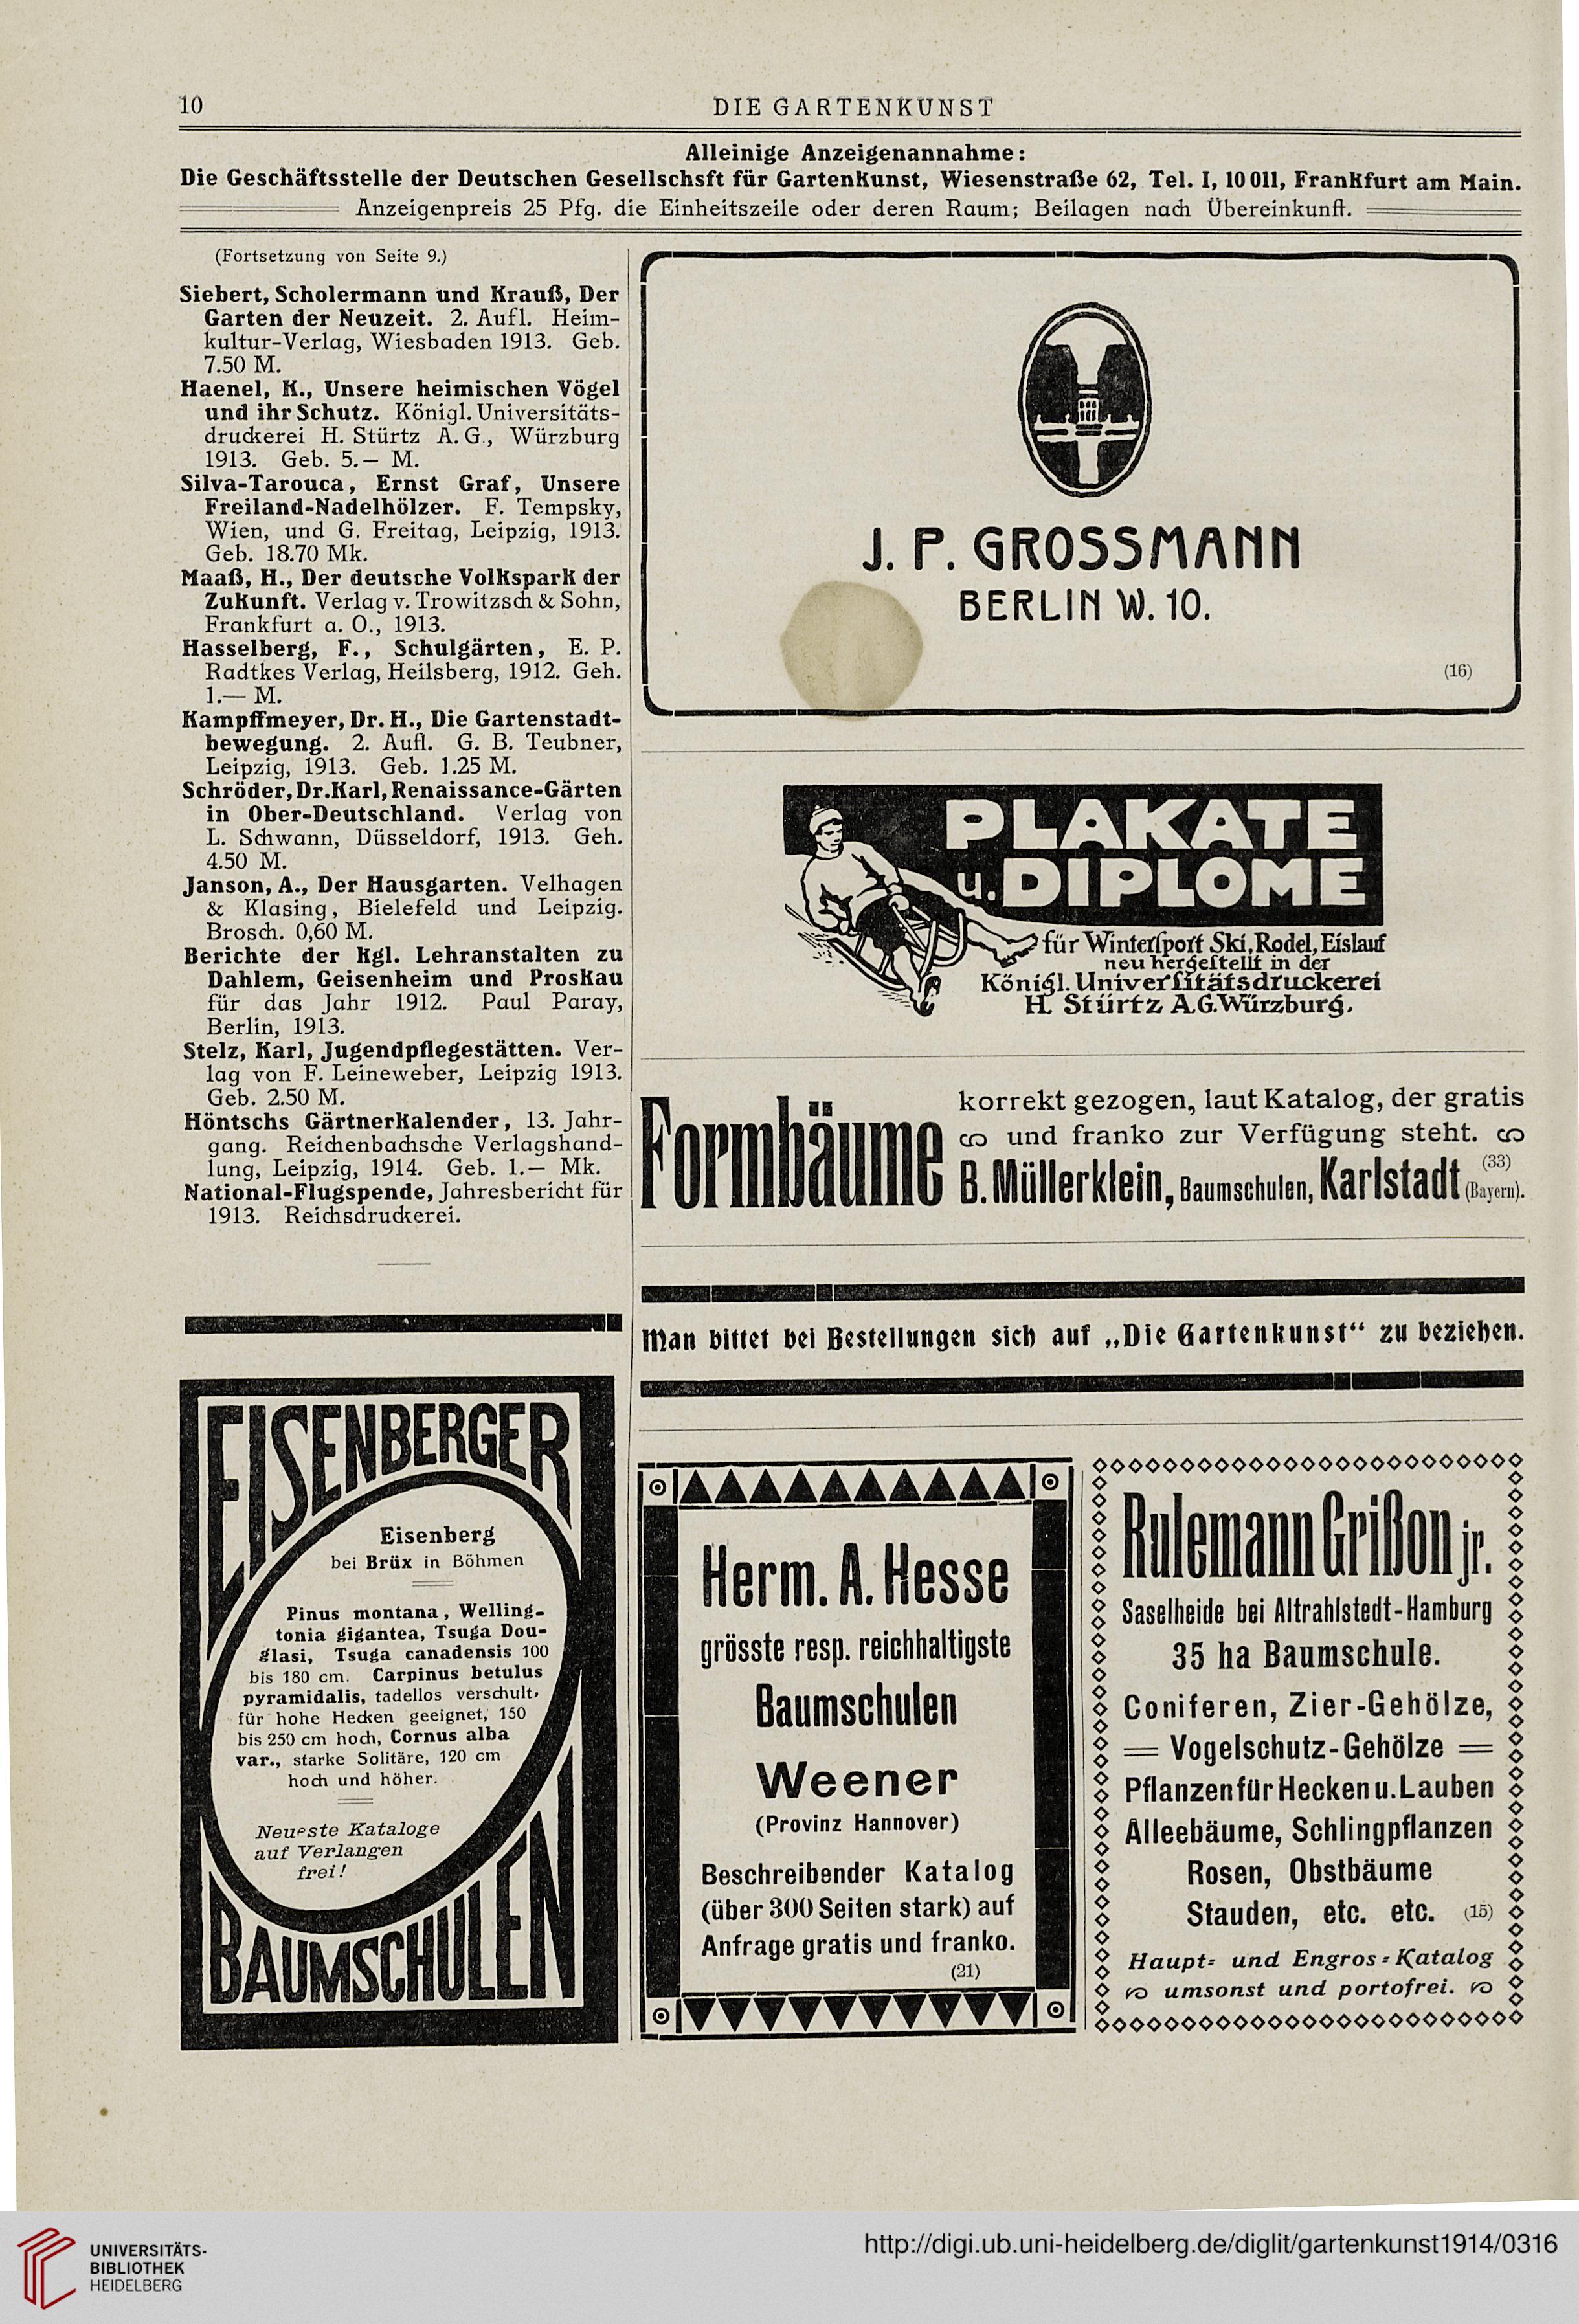 10
DIE GARTENKUNST
Alleinige Anzeigenannahme:
Die Geschäftsstelle der Deutschen Gesellschsft für Gartenkunst, Wiesenstraße 62, Tel. I, 10011, Frankfurt am Main.
Anzeigenpreis 25 Pfg. die Einheitszeile oder deren Raum; Beilagen nach Übereinkunft.
(Fortsetzung von Seite 9.)
Siebert, Scholermann und Krauß, Der
Garten der Neuzeit. 2. Aufl. Heim-
kultur-Verlag, Wiesbaden 1913. Geb.
7.50 M.
Haenel, K., Unsere heimischen Vögel
und ihr Schutz. Königl. Universitäts-
druckerei H. Stürtz A. G., Würzburg
1913. Geb. 5.— M.
Silva-Tarouca, Ernst Graf, Unsere
Freiland-Nadelhölzer. F. Tempsky,
Wien, und G. Freitag, Leipzig, 1913.
Geb. 18.70 Mk.
Maaß, H., Der deutsche Volkspark der
Zukunft. Verlag v. Trowitzsch & Sohn,
Frankfurt a. O., 1913.
Hasselberg, F., Schulgärten, E. P.
Radtkes Verlag, Heilsberg, 1912. Geh.
1.— M.
Kampffmeyer, Dr. H., Die Gartenstadt-
bewegung. 2. Aufl. G. B. Teubner,
Leipzig, 1913. Geb. 1.25 M.
Schröder, Dr. Karl, Renaissance-Gärten
in Ober-Deutschland. Verlag von
L. Schwann, Düsseldorf, 1913. Geh.
4.50 M.
Janson, A., Der Hausgarten. Velhagen
& Klasing, Bielefeld und Leipzig.
Brosch. 0,60 M.
Berichte der Kgl. Lehranstalten zu
Dahlem, Geisenheim und Proskau
für das Jahr 1912. Paul Paray,
Berlin, 1913.
Stelz, Karl, Jugendpflegestätten. Ver-
lag von F. Leineweber, Leipzig 1913.
Geb. 2.50 M.
Höntschs Gärtnerkalender, 13. Jahr-
gang. Reichenbachsche Verlagshand-
lung, Leipzig, 1914. Geb. 1.— Mk.
National-Flugspende, Jahresbericht für
1913. Reichsdruckerei.
J. P. GROSSMANN
BERLIN W. 10.
(16)
PLAKATE
u. DIPLOME
für Wintersport Ski, Rodel, Eislauf
neu hergestellt in der
Königl. Universitätsdruckerei
H. Stürtz A.G. Würzburg.
Formbäume
korrekt gezogen, laut Katalog, der gratis
und franko zur Verfügung steht.
(33)
B. Müllerklein, Baumschulen, Karlstadt (Bayern).
Man bittet bei Bestellungen sich auf „Die Gartenkunst“ zu beziehen.
EISENBERGER
Eisenberg
bei Brüx in Böhmen
Pinus montana, Welling-
tonia gigantea, Tsuga Dou-
glasi, Tsuga canadensis 100
bis 180 cm. Carpinus betulus
pyramidalis, tadellos verschult,
für hohe Hecken geeignet, 150
bis 250 cm hoch, Cornus alba
var., starke Solitäre, 120 cm
hoch und höher.
Neueste Kataloge
auf Verlangen
frei!
BAUMSCHULEN
Herm. A. Hesse
grösste resp. reichhaltigste
Baumschulen
Weener
(Provinz Hannover)
Beschreibender Katalog
(über 300 Seiten stark) auf
Anfrage gratis und franko.
(21)
Rulemann Grißon jr.
Saselheide bei Altrahlstedt-Hamburg
35 ha Baumschule.
Coniferen, Zier-Gehölze,
Vogelschutz-Gehölze
Pflanzen für Hecken u. Lauben
Alleebäume, Schlingpflanzen
Rosen, Obstbäume
Stauden, etc. etc. (15)
Haupt- und Engros-Katalog
umsonst und portofrei.
UNIVERSITÄTS-
BIBLIOTHEK
HEIDELBERG
http://digi.ub.uni-heidelberg.de/diglit/gartenkunst1914/0316